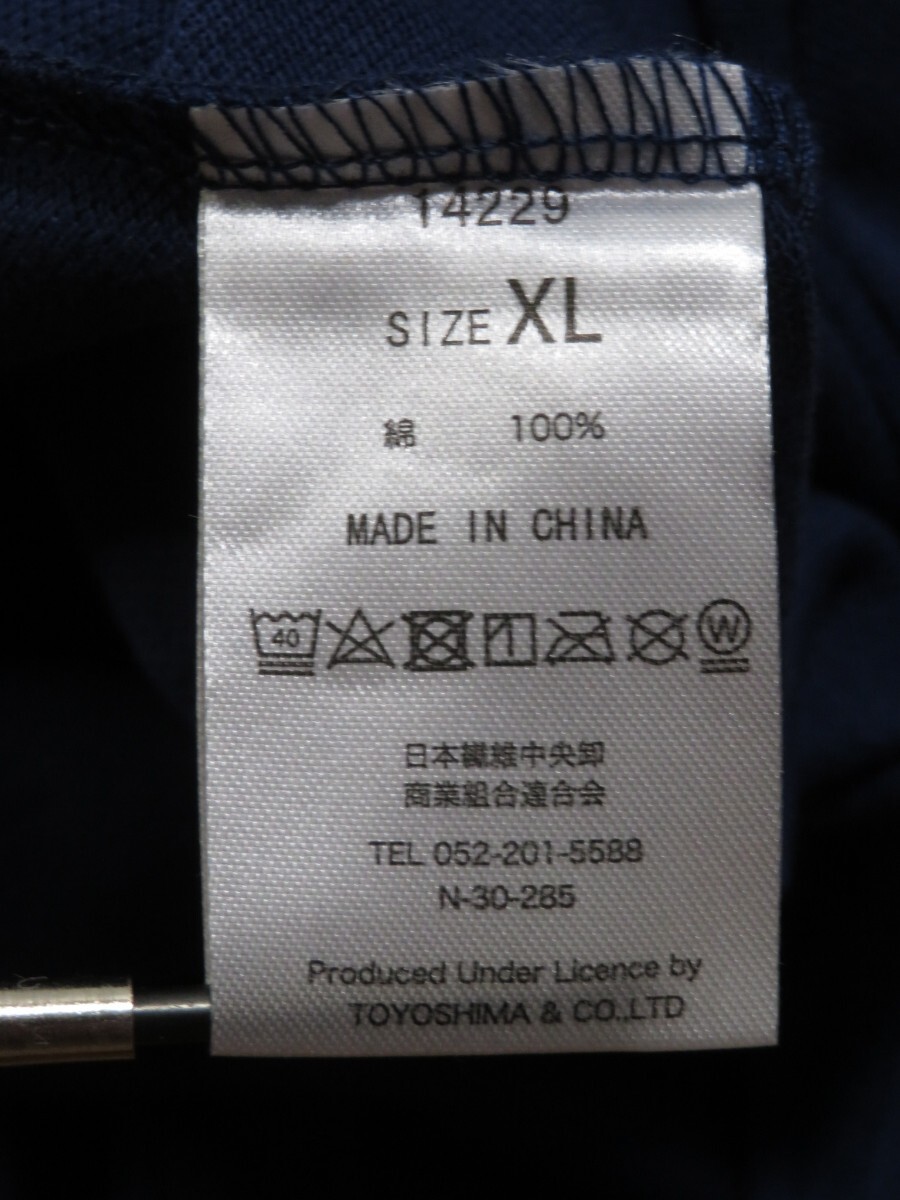 14229
SIZE XL
綿 100%
MADE IN CHINA
40 W
日本繊維中央卸
商業組合連合会
TEL 052-201-5588
N-30-285
Produced Under Licence by
TOYOSHIMA & CO.,LTD